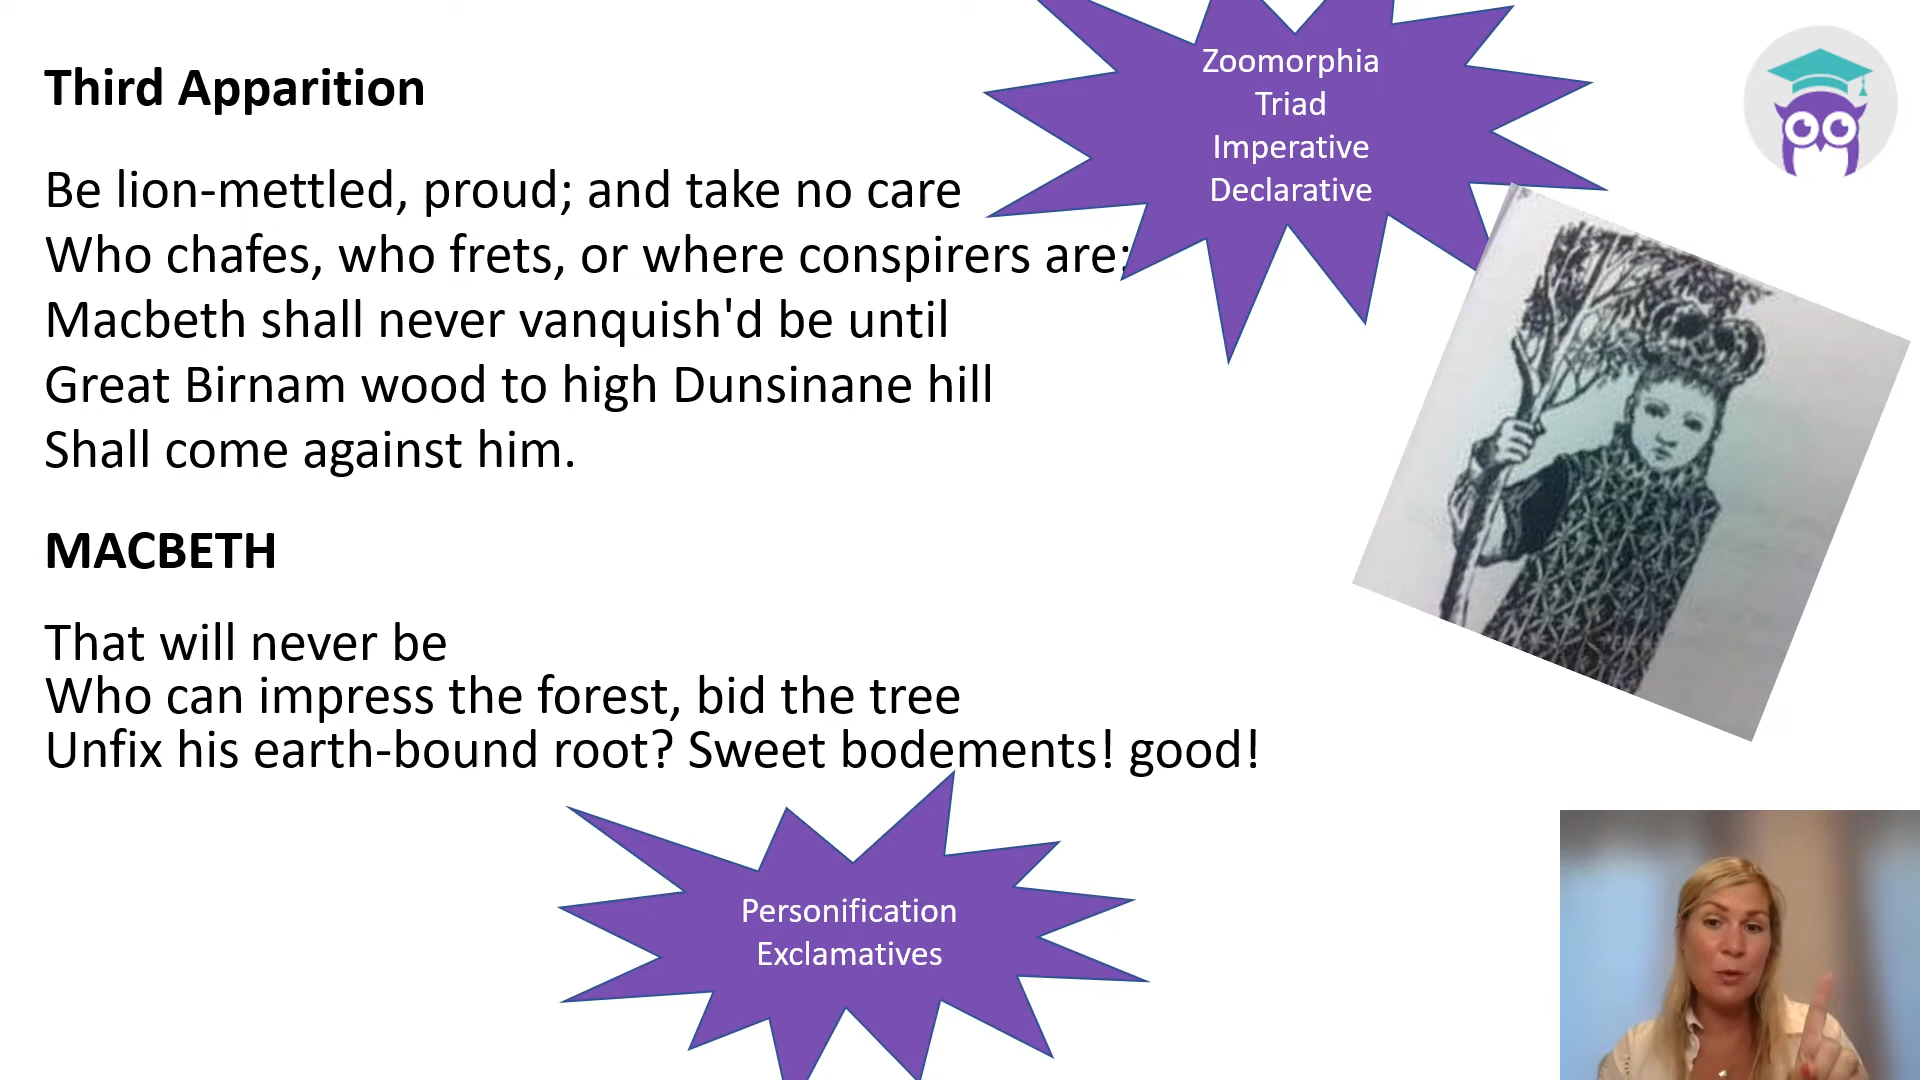 Third Apparition
Be lion-mettled, proud; and take no care
Who chafes, who frets, or where conspirers are:
Macbeth shall never vanquish'd be until
Great Birnam wood to high Dunsinane hill
Shall come against him.
MACBETH
That will never be
Who can impress the forest, bid the tree
Unfix his earth-bound root? Sweet bodements! good!
Zoomorphia
Triad
Imperative
Declarative
Personification
Exclamatives